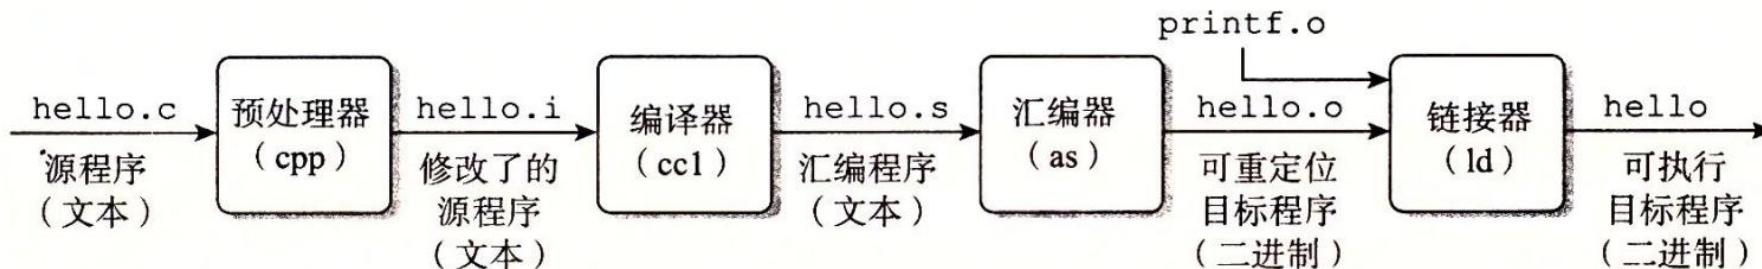 printf.o
hello.c
预处理器
(cpp)
hello.i
编译器
(cc1)
hello.s
汇编器
(as)
hello.o
链接器
(ld)
hello
源程序
(文本)
修改了的
源程序
(文本)
汇编程序
(文本)
可重定位
目标程序
(二进制)
可执行
目标程序
(二进制)